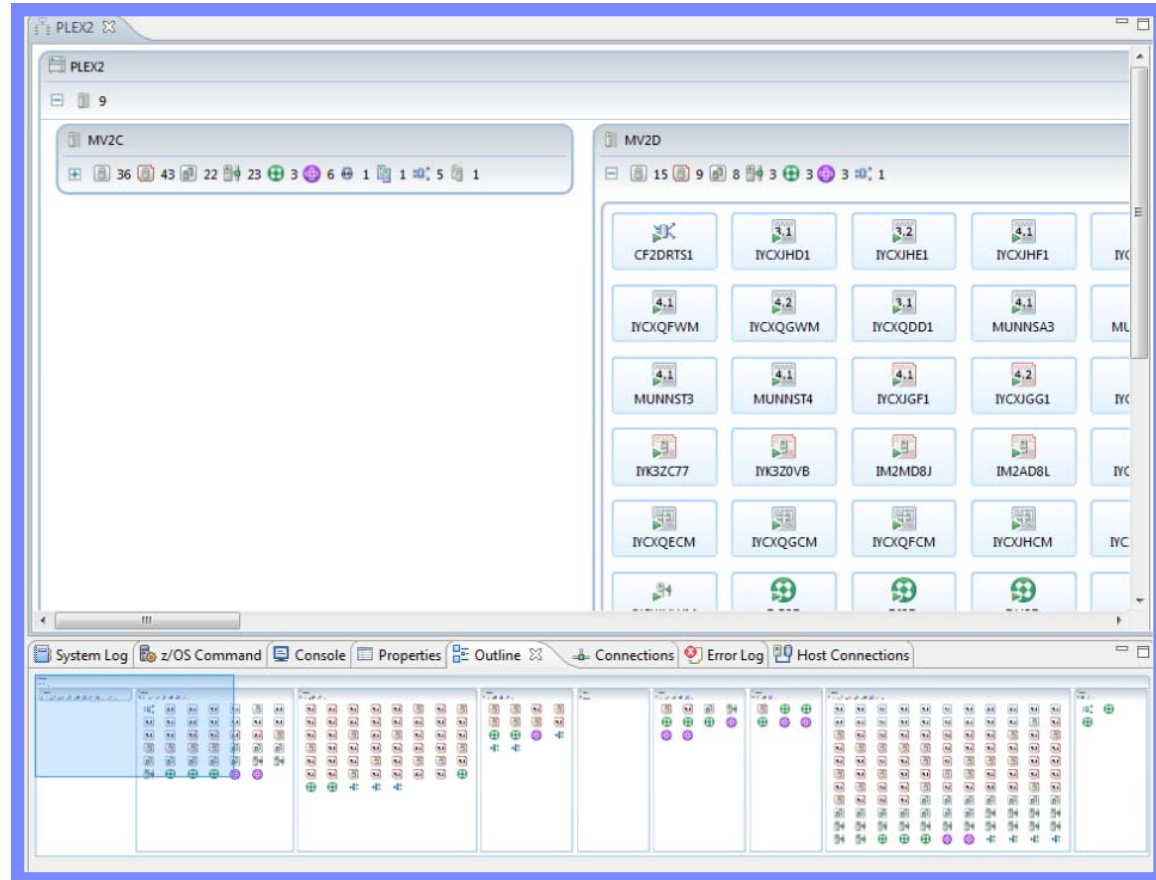 PLEX2
PLEX2
9
MV2C
36 43 22 23 3 6 1 1 5 1
MV2D
15 9 8 3 3 3 1
3.1 3.2 4.1
CF2DRTS1 IYCXJHD1 IYCXJHE1 IYCXJHF1
4.1 4.2 3.1 4.1
IYCXQFWM IYCXQGWM IYCXQDD1 MUNNSA3
4.1 4.1 4.1 4.2
MUNNST3 MUNNST4 IYCXJGF1 IYCXJGG1
IYK3ZC77 IYK3Z0VB IM2MD8J IM2AD8L
IYCXQECM IYCXQGCM IYCXQFCM IYCXJHCM
System Log z/OS Command Console Properties Outline Connections Error Log Host Connections